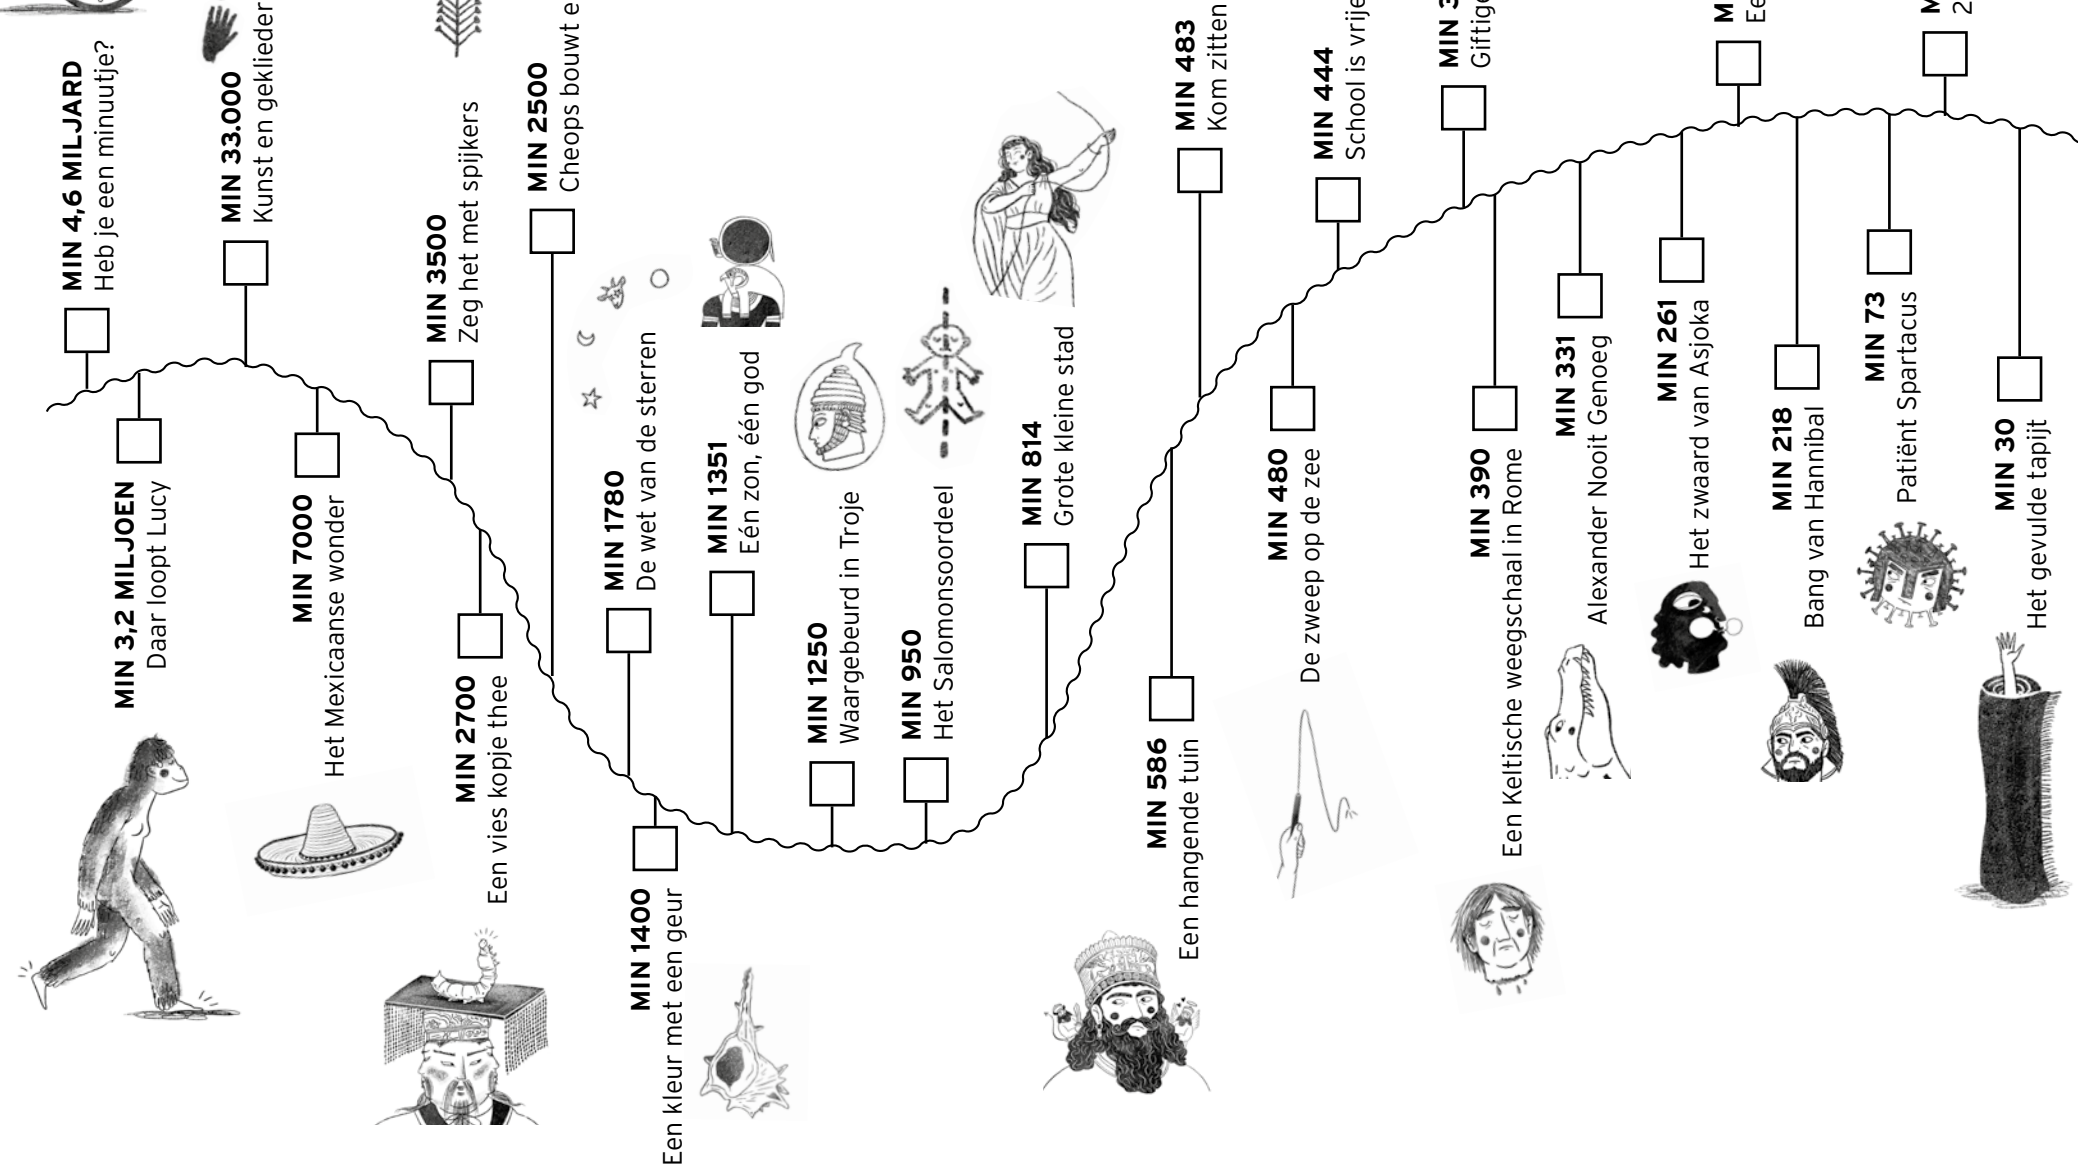 MIN 4,6 MILJARD
Heb je een minuutje?
MIN 3,2 MILJOEN
Daar loopt Lucy
MIN 33.000
Kunst en geklieder
MIN 7000
Het Mexicaanse wonder
MIN 3500
Zeg het met spijkers
MIN 2700
Een vies kopje thee
MIN 2500
Cheops bouwt e
MIN 1780
De wet van de sterren
MIN 1400
Een kleur met een geur
MIN 1351
Eén zon, één god
MIN 1250
Waargebeurd in Troje
MIN 950
Het Salomonsoordeel
MIN 814
Grote kleine stad
MIN 586
Een hangende tuin
MIN 483
Kom zitten
MIN 480
De zweep op de zee
MIN 444
School is vrije
MIN 3
Giftige
MIN 390
Een Keltische weegschaal in Rome
MIN 331
Alexander Nooit Genoeg
MIN 261
Het zwaard van Asjoka
M
Ee
MIN 218
Bang van Hannibal
MIN 73
Patiënt Spartacus
M
2
MIN 30
Het gevulde tapijt